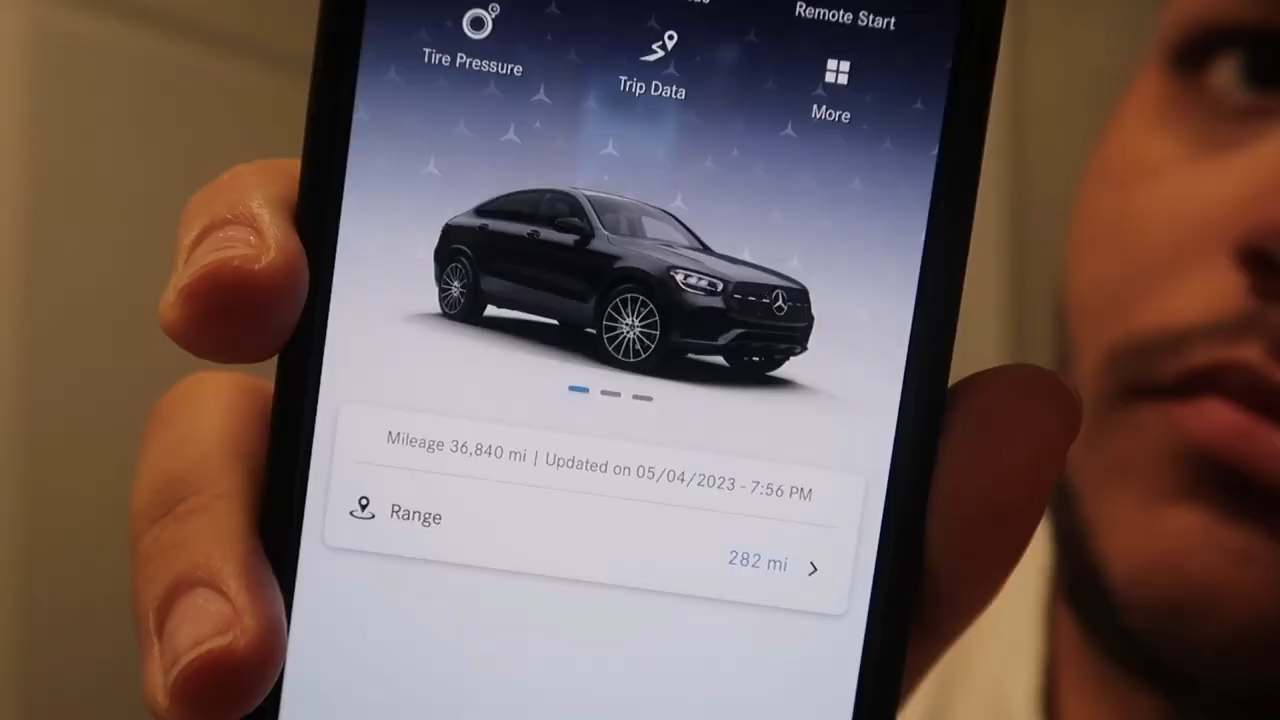 Remote Start
Tire Pressure
Trip Data
More
Mileage 36,840 mi | Updated on 05/04/2023 - 7:56 PM
Range
282 mi